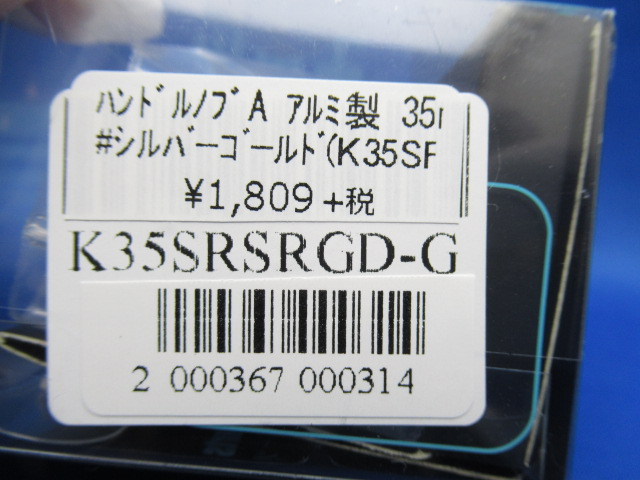 ﾊﾝﾄﾞﾙﾉﾌﾞA ｱﾙﾐ製 35
#ｼﾙﾊﾞｰｺﾞｰﾙﾄﾞ(K35S
¥1,809 +税
K35SRSRGD-G
2 000367 000314